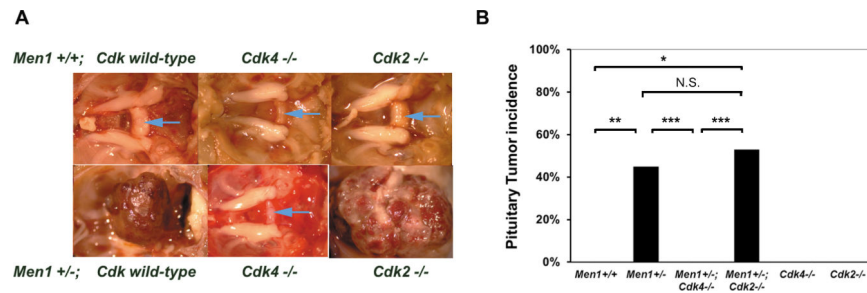 A
Men1 +/+; Cdk wild-type Cdk4 -/- Cdk2 -/-
Men1 +/-; Cdk wild-type Cdk4 -/- Cdk2 -/-
B
Pituitary Tumor incidence
100%
80%
60%
40%
20%
0%
*
N.S.
** *** ***
Men1+/+ Men1+/- Men1+/-; Men1+/-; Cdk4-/- Cdk2-/-
Cdk4-/- Cdk2-/-